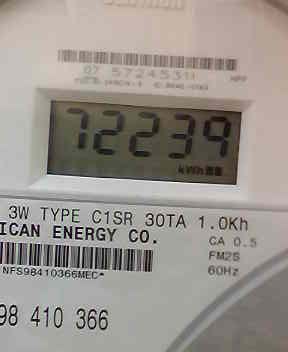 07 5724531
72239
kWh
3W TYPE C1SR 30TA 1.0Kh
ICAN ENERGY CO.
CA 0.5
FM2S
60Hz
NFS98410366MEC*
98 410 366